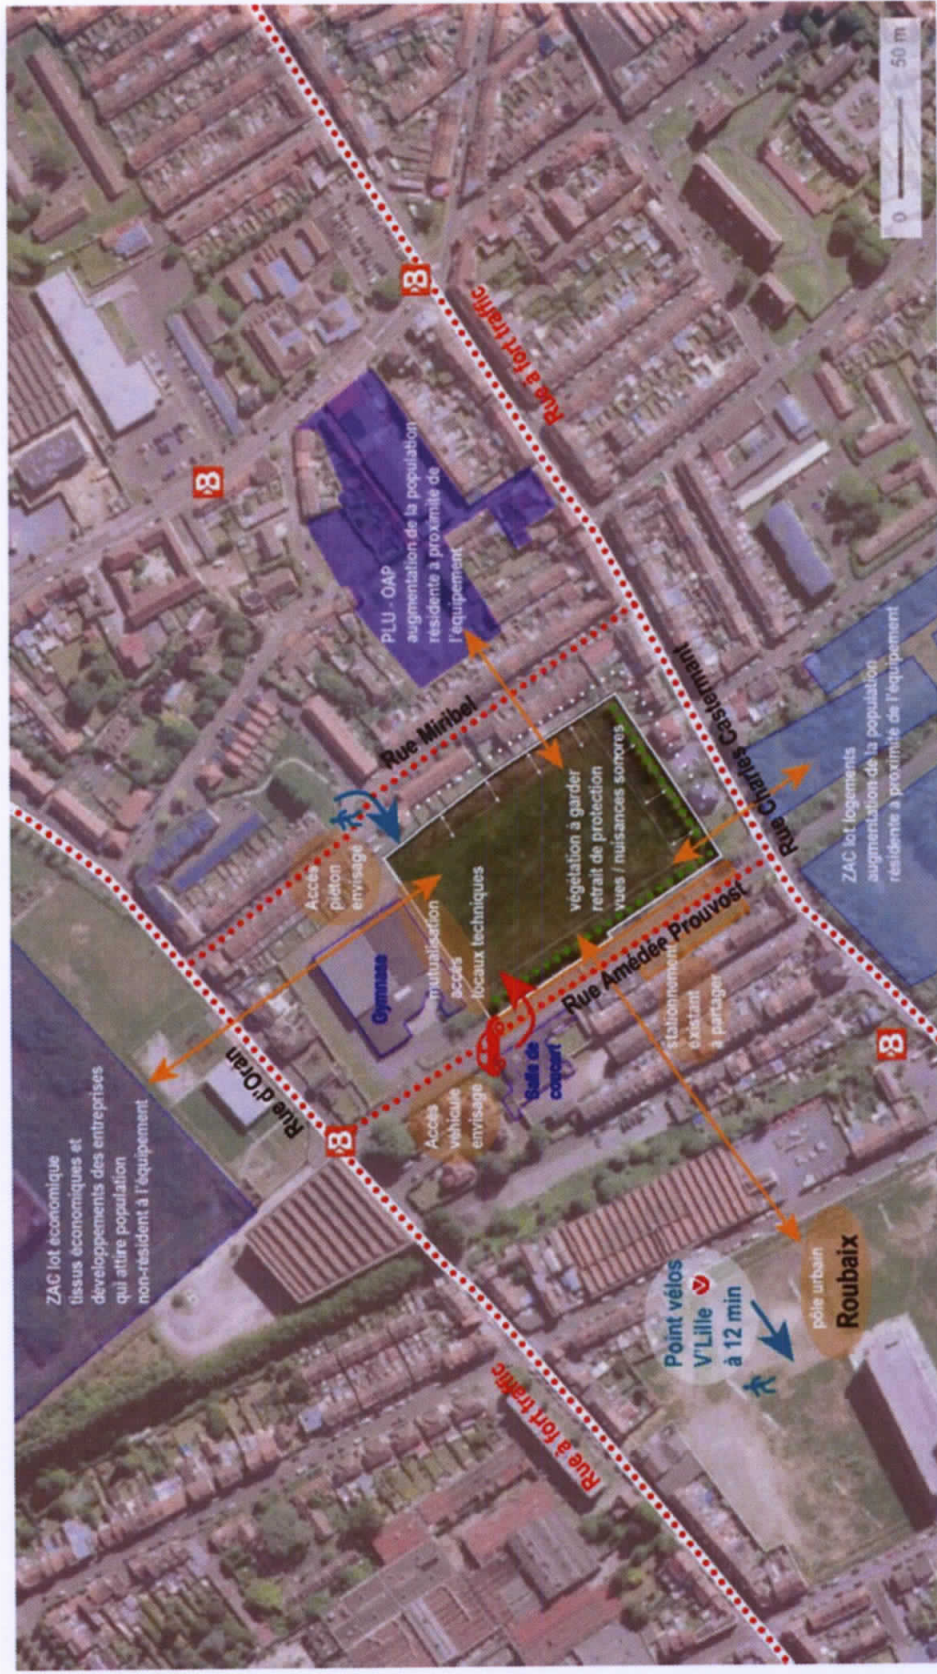 ZAC lot économique
tissus économiques et
développements des entreprises
qui attire population
non-résident à l'équipement
Rue d'Oran
Rue à fort traffic
Accès
piéton
envisagé
Rue Miribel
PLU - OAP
augmentation de la population
résidente à proximité de
l'équipement
Gymnase
mutualisation
accès
locaux techniques
Accès
véhicule
envisagé
Salle de
concert
végétation à garder
retrait de protection
vues / nuisances sonores
Rue à fort traffic
Rue Amédée Prouvost
stationnement
existant
à partager
Rue Charles Castermant
Point vélos
V'Lille V
à 12 min
pôle urbain
Roubaix
ZAC lot logements
augmentation de la population
résidente à proximité de l'équipement
0 50 m